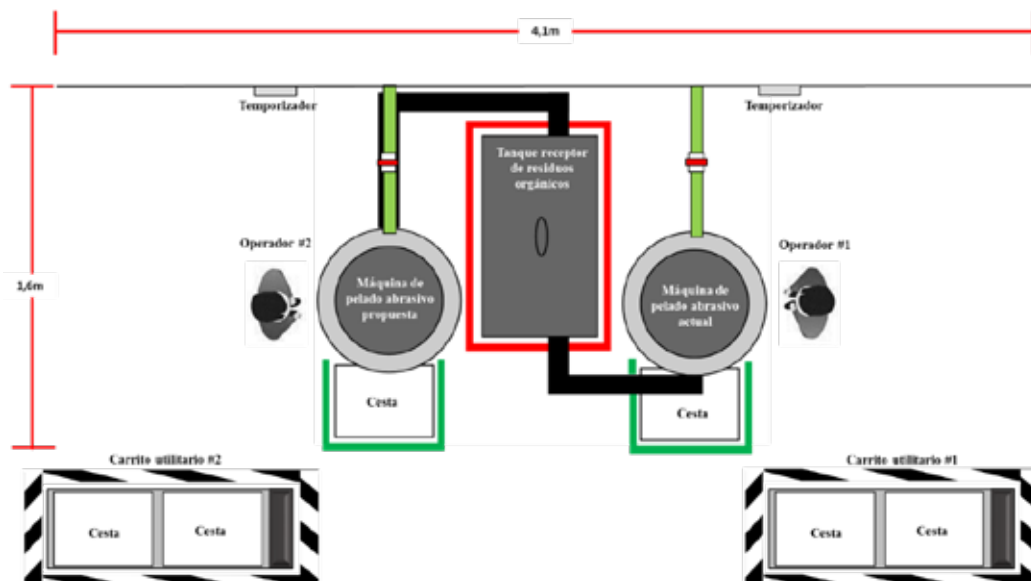 4,1m
Temporizador
Temporizador
Tanque receptor
de residuos
orgánicos
Operador #2
Operador #1
1,6m
Máquina de
pelado abrasivo
propuesta
Máquina de
pelado abrasivo
actual
Cesta
Cesta
Carrito utilitario #2
Carrito utilitario #1
Cesta
Cesta
Cesta
Cesta